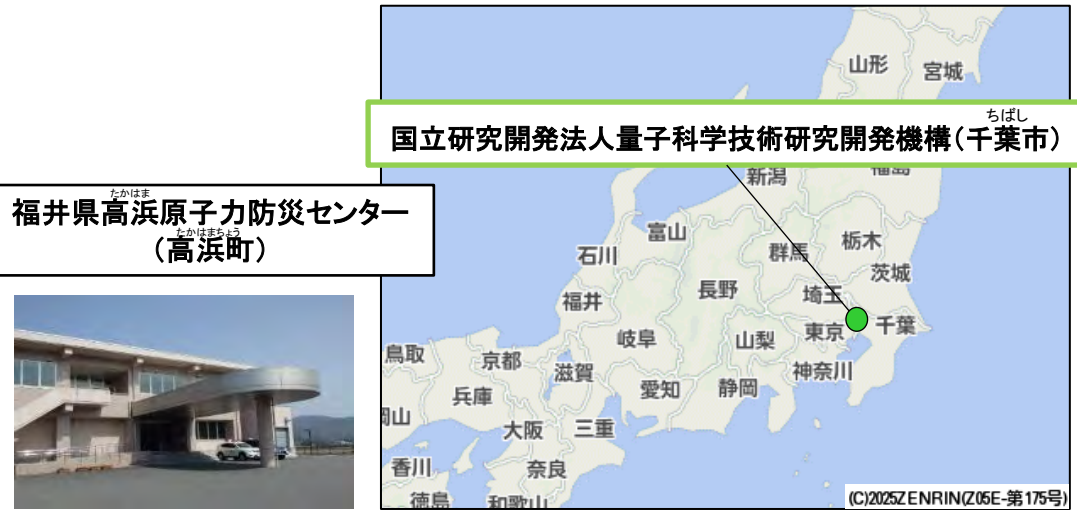 山形
宮城
ちばし
国立研究開発法人量子科学技術研究開発機構(千葉市)
新潟
福島
たかはま
福井県高浜原子力防災センター
たかはまちょう
(高浜町)
富山
石川
群馬
栃木
茨城
長野
埼玉
福井
千葉
岐阜
山梨
東京
鳥取
京都
滋賀
神奈川
愛知
静岡
兵庫
岡山
大阪
三重
香川
奈良
徳島
和歌山
(C)2025ZENRIN(Z05E-第175号)